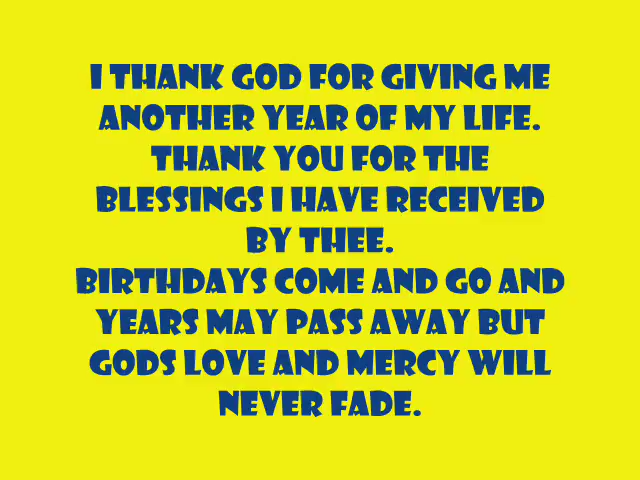 I THANK GOD FOR GIVING ME
ANOTHER YEAR OF MY LIFE.
THANK YOU FOR THE
BLESSINGS I HAVE RECEIVED
BY THEE.
BIRTHDAYS COME AND GO AND
YEARS MAY PASS AWAY BUT
GODS LOVE AND MERCY WILL
NEVER FADE.